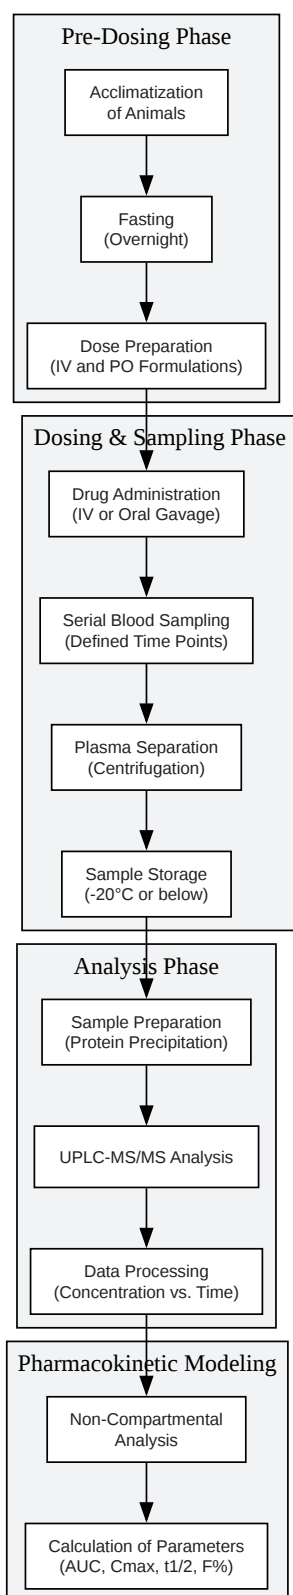 Pre-Dosing Phase
Acclimatization
of Animals
Fasting
(Overnight)
Dose Preparation
(IV and PO Formulations)
Dosing & Sampling Phase
Drug Administration
(IV or Oral Gavage)
Serial Blood Sampling
(Defined Time Points)
Plasma Separation
(Centrifugation)
Sample Storage
(-20°C or below)
Analysis Phase
Sample Preparation
(Protein Precipitation)
UPLC-MS/MS Analysis
Data Processing
(Concentration vs. Time)
Pharmacokinetic Modeling
Non-Compartmental
Analysis
Calculation of Parameters
(AUC, Cmax, t1/2, F%)